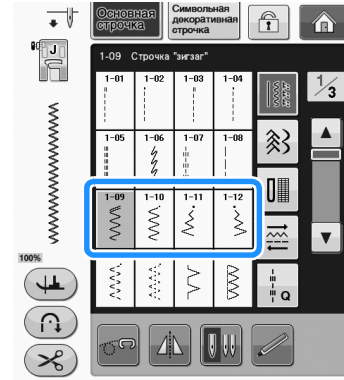 Основная
строчка
Символьная
декоративная
строчка
J
1-09 Строчка "зигзаг"
1/3
1-01 1-02 1-03 1-04
1-05 1-06 1-07 1-08
1-09 1-10 1-11 1-12
100%
Q